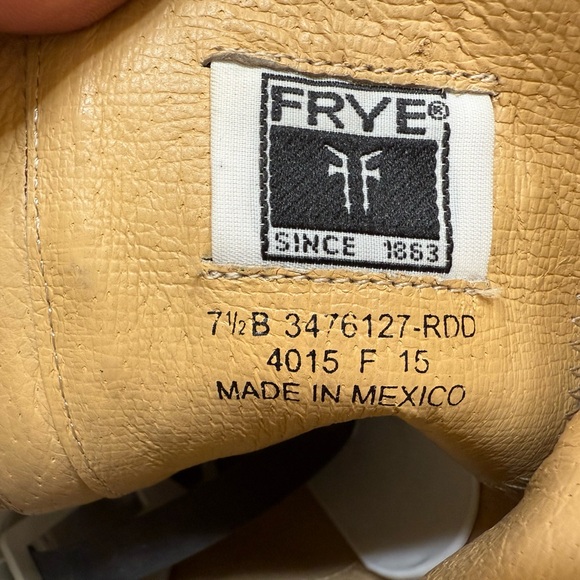 FRYE®
SINCE 1863
7½B 3476127-RDD
4015 F 15
MADE IN MEXICO